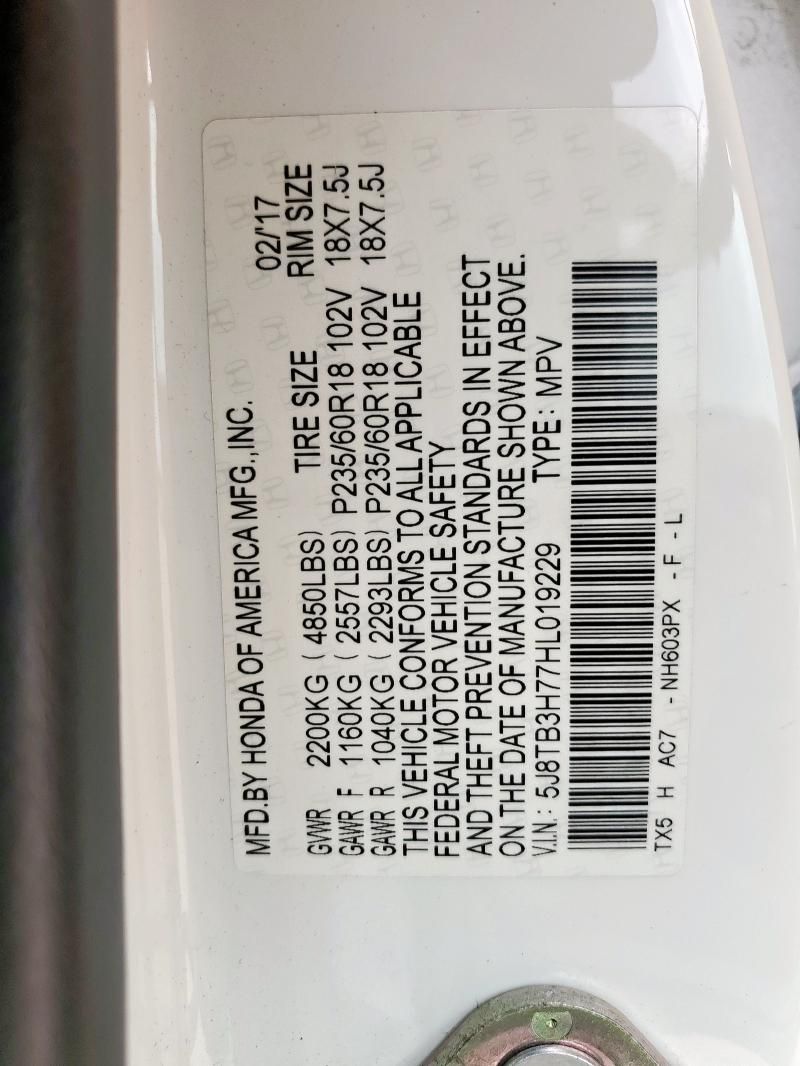 MFD.BY HONDA OF AMERICA MFG.,INC. 02/'17
TIRE SIZE RIM SIZE
GVWR 2200KG ( 4850LBS)
GAWR F 1160KG ( 2557LBS) P235/60R18 102V 18X7.5J
GAWR R 1040KG ( 2293LBS) P235/60R18 102V 18X7.5J
THIS VEHICLE CONFORMS TO ALL APPLICABLE
FEDERAL MOTOR VEHICLE SAFETY
AND THEFT PREVENTION STANDARDS IN EFFECT
ON THE DATE OF MANUFACTURE SHOWN ABOVE.
V.I.N.: 5J8TB3H77HL019229 TYPE: MPV
TX5 H AC7 - NH603PX - F - L